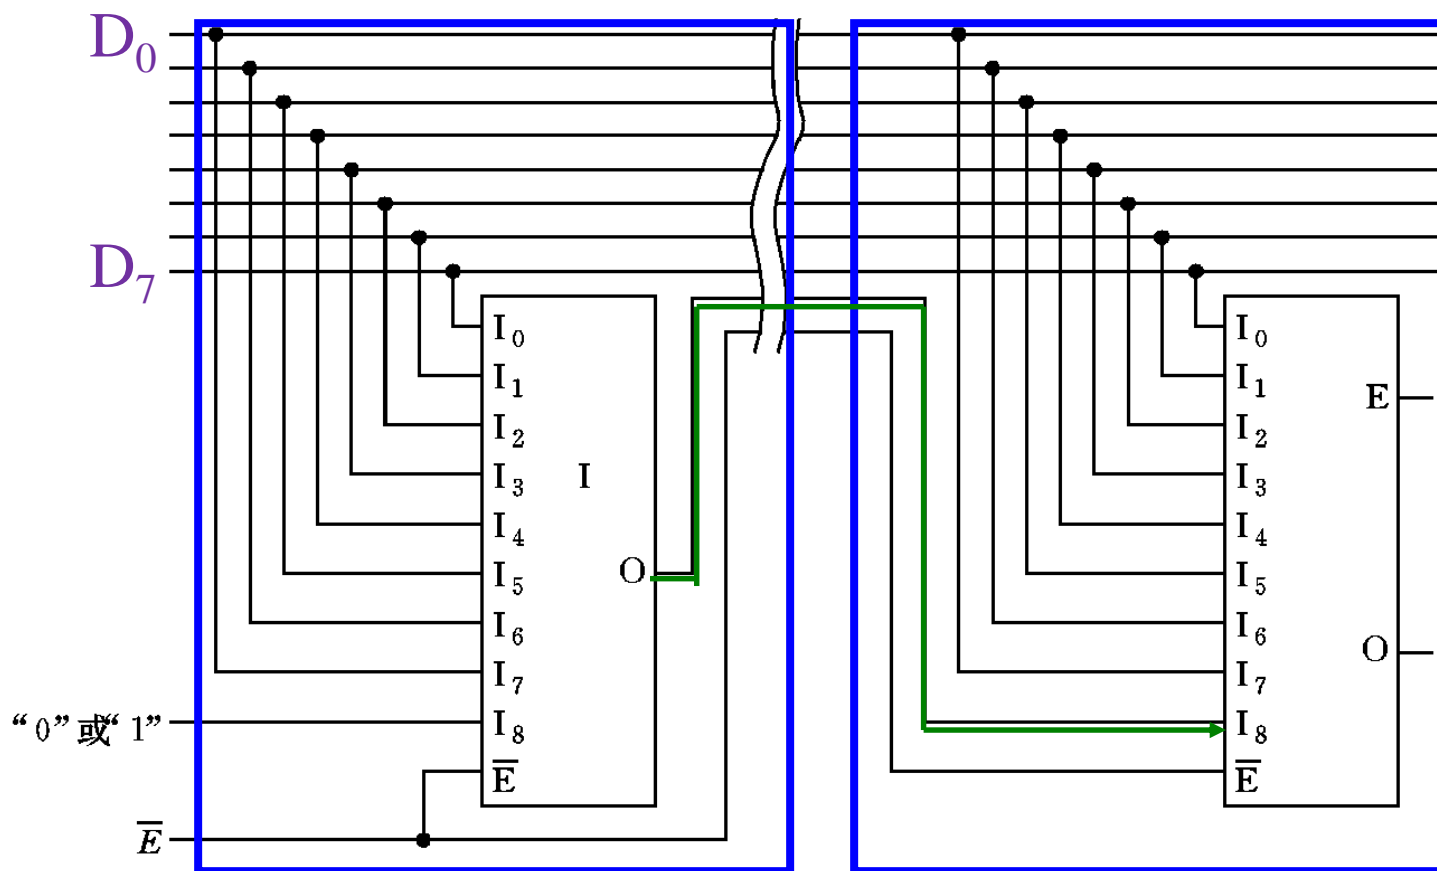 D₀
D₇
I₀
I₁
I₂
I₃
I
I₄
I₅
O
I₆
I₇
“0”或“1”
I₈
E̅
E̅
I₀
I₁
E
I₂
I₃
I₄
I₅
I₆
O
I₇
I₈
E̅